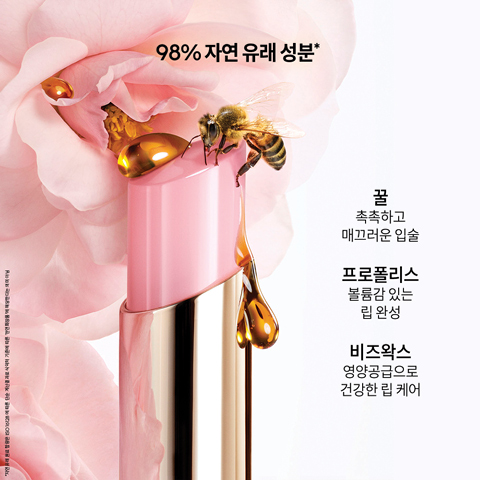 98% 자연 유래 성분*
꿀
촉촉하고
매끄러운 입술
프로폴리스
볼륨감 있는
립 완성
비즈왁스
영양공급으로
건강한 립 케어